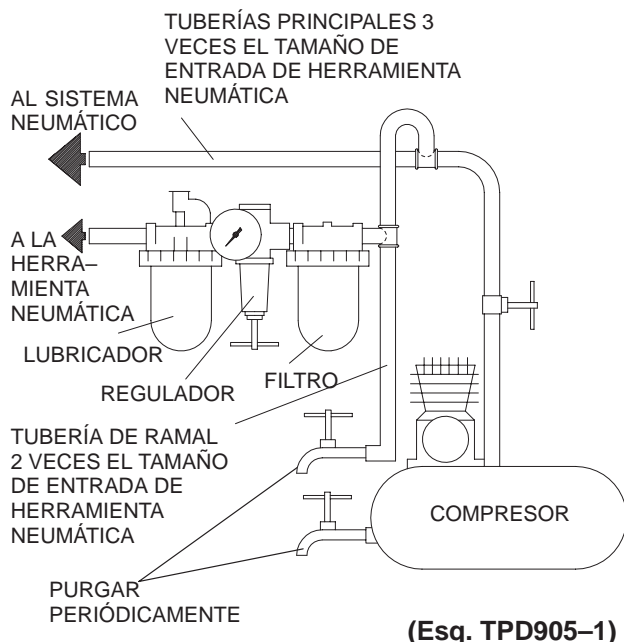 TUBERÍAS PRINCIPALES 3
VECES EL TAMAÑO DE
ENTRADA DE HERRAMIENTA
NEUMÁTICA
AL SISTEMA
NEUMÁTICO
A LA
HERRA–
MIENTA
NEUMÁTICA
LUBRICADOR
REGULADOR
FILTRO
TUBERÍA DE RAMAL
2 VECES EL TAMAÑO
DE ENTRADA DE
HERRAMIENTA
NEUMÁTICA
COMPRESOR
PURGAR
PERIÓDICAMENTE
(Esq. TPD905–1)